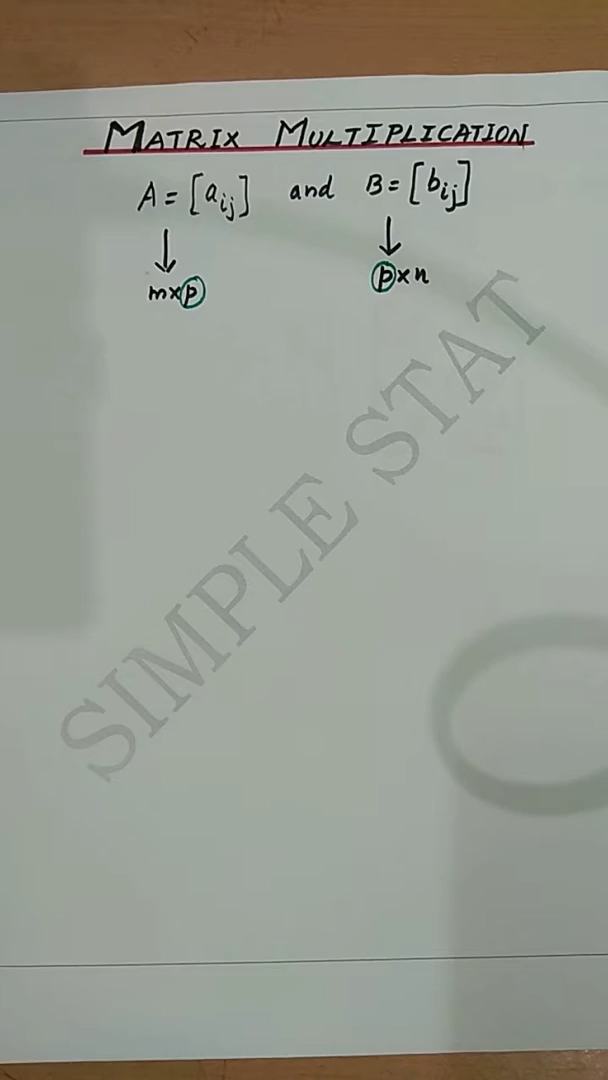 MATRIX MULTIPLICATION
A = [aij] and B = [bij]
↓ ↓
m×p p×n
SIMPLE STAT